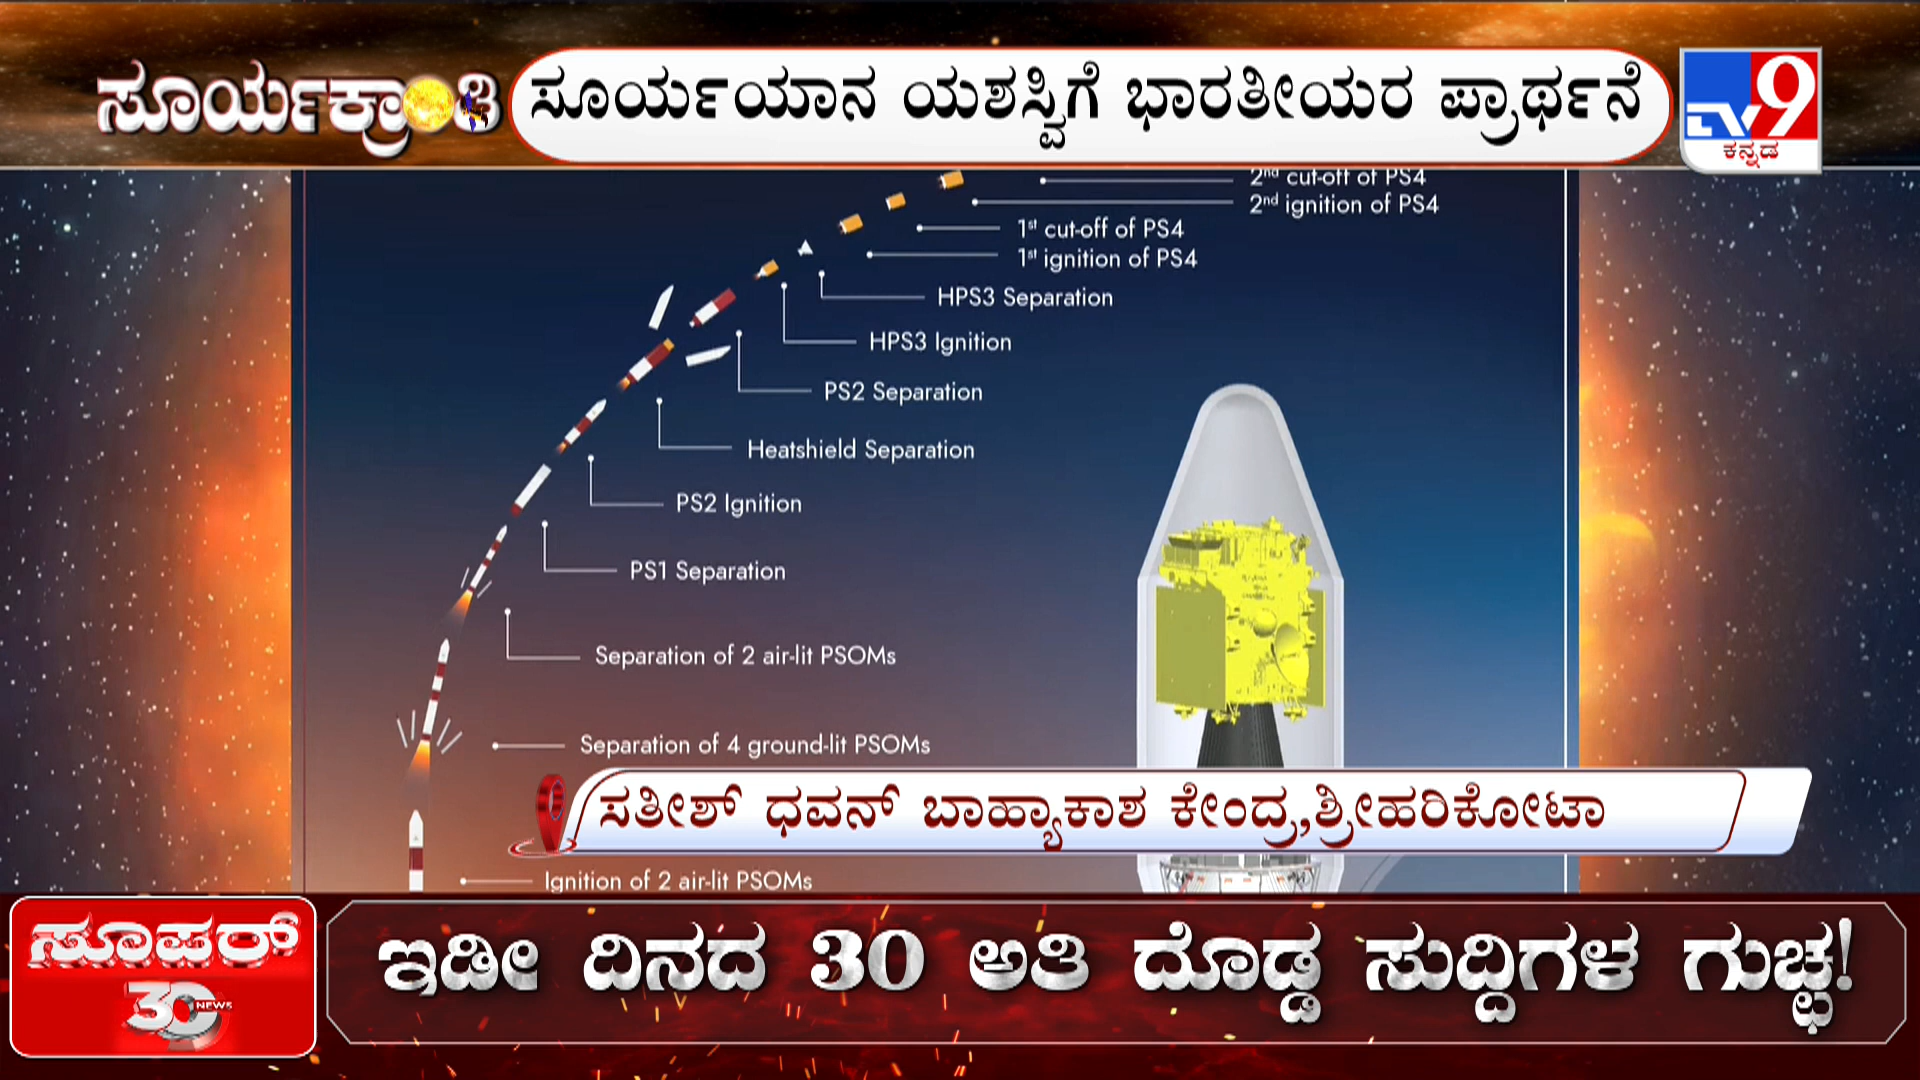 ಸೂರ್ಯಕ್ರಾಂತಿ
ಸೂರ್ಯಯಾನ ಯಶಸ್ವಿಗೆ ಭಾರತೀಯರ ಪ್ರಾರ್ಥನೆ
TV9
ಕನ್ನಡ
2nd cut-off of PS4
2nd ignition of PS4
1st cut-off of PS4
1st ignition of PS4
HPS3 Separation
HPS3 Ignition
PS2 Separation
Heatshield Separation
PS2 Ignition
PS1 Separation
Separation of 2 air-lit PSOMs
Separation of 4 ground-lit PSOMs
ಸತೀಶ್ ಧವನ್ ಬಾಹ್ಯಾಕಾಶ ಕೇಂದ್ರ,ಶ್ರೀಹರಿಕೋಟಾ
Ignition of 2 air-lit PSOMs
ಸೂಪರ್
30 NEWS
ಇಡೀ ದಿನದ 30 ಅತಿ ದೊಡ್ಡ ಸುದ್ದಿಗಳ ಗುಚ್ಛ!